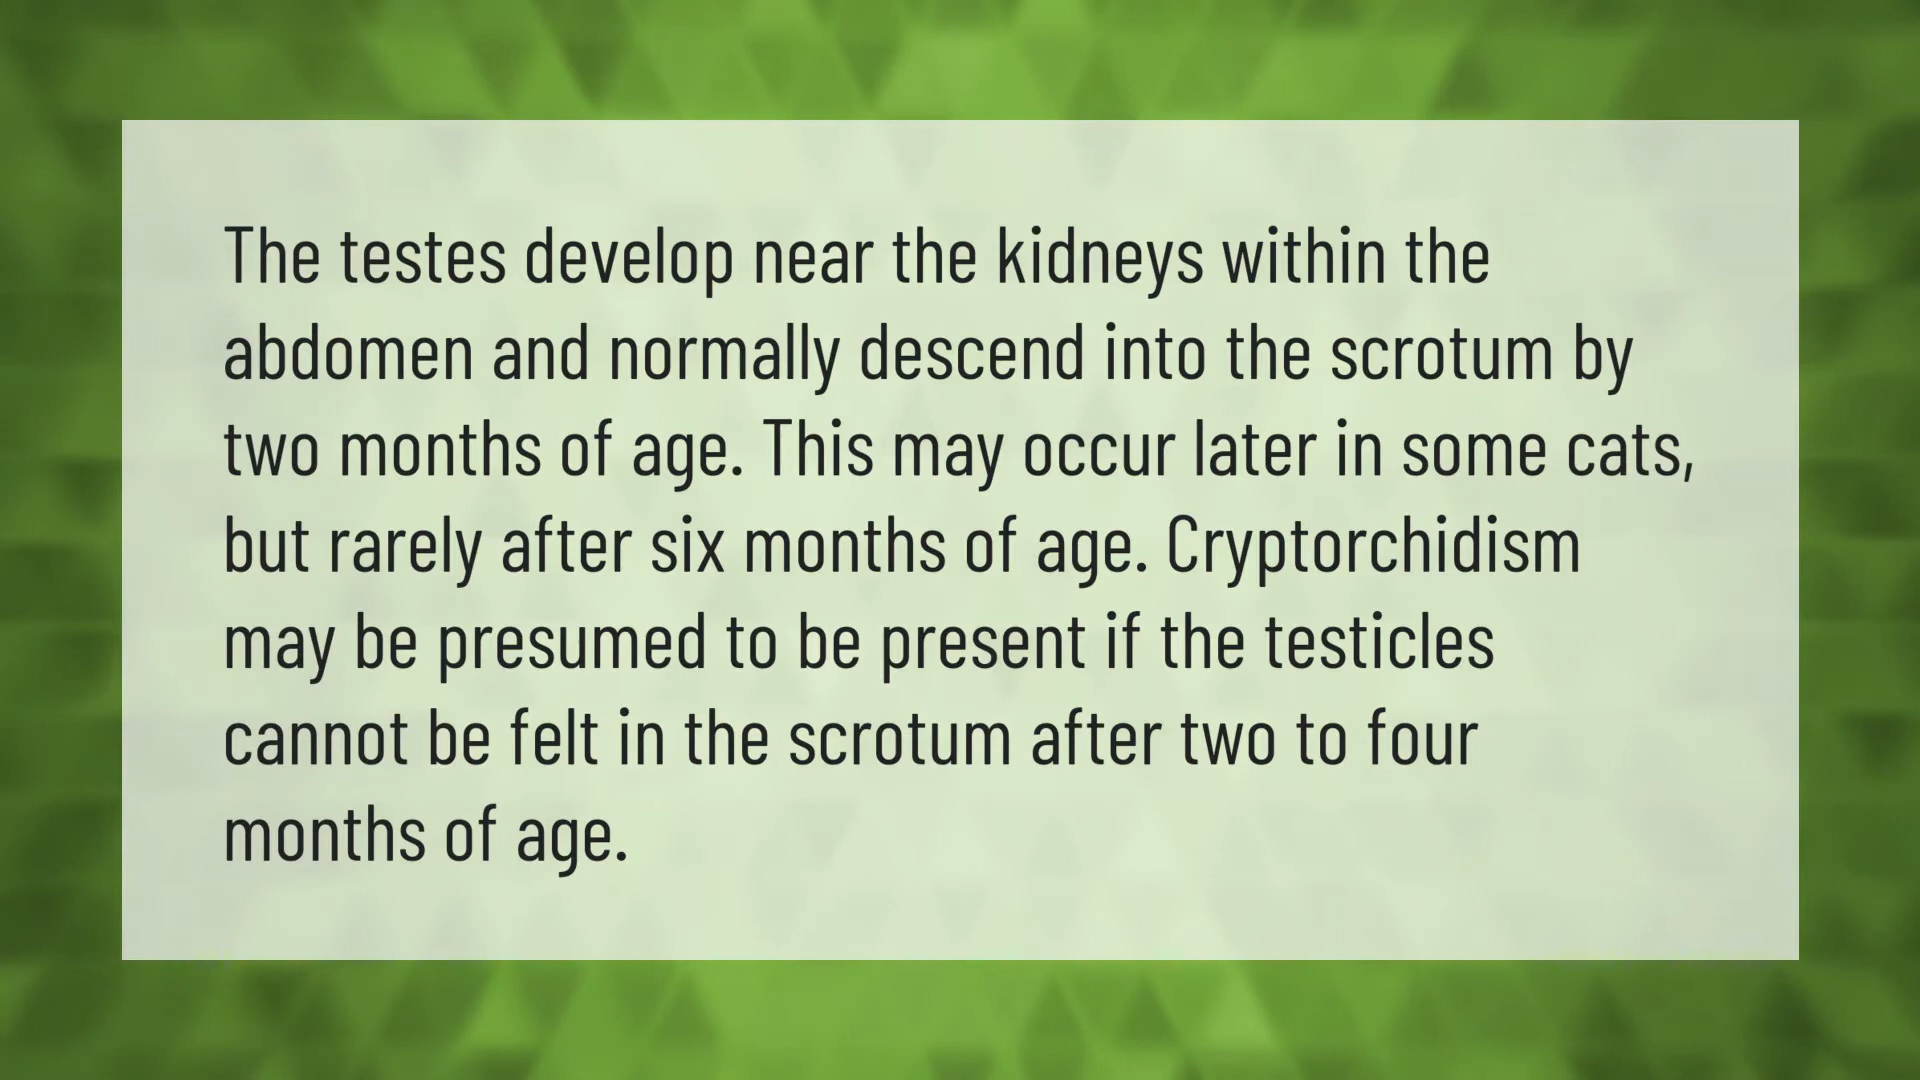 The testes develop near the kidneys within the
abdomen and normally descend into the scrotum by
two months of age. This may occur later in some cats,
but rarely after six months of age. Cryptorchidism
may be presumed to be present if the testicles
cannot be felt in the scrotum after two to four
months of age.